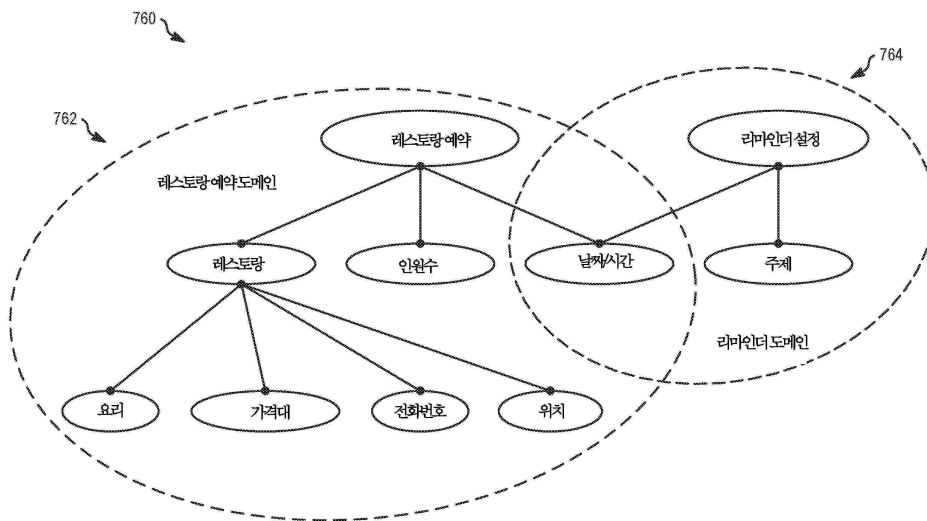 760
764
762
레스토랑 예약
리마인더 설정
레스토랑 예약 도메인
레스토랑
인원수
날짜/시간
주제
리마인더 도메인
요리
가격대
전화번호
위치